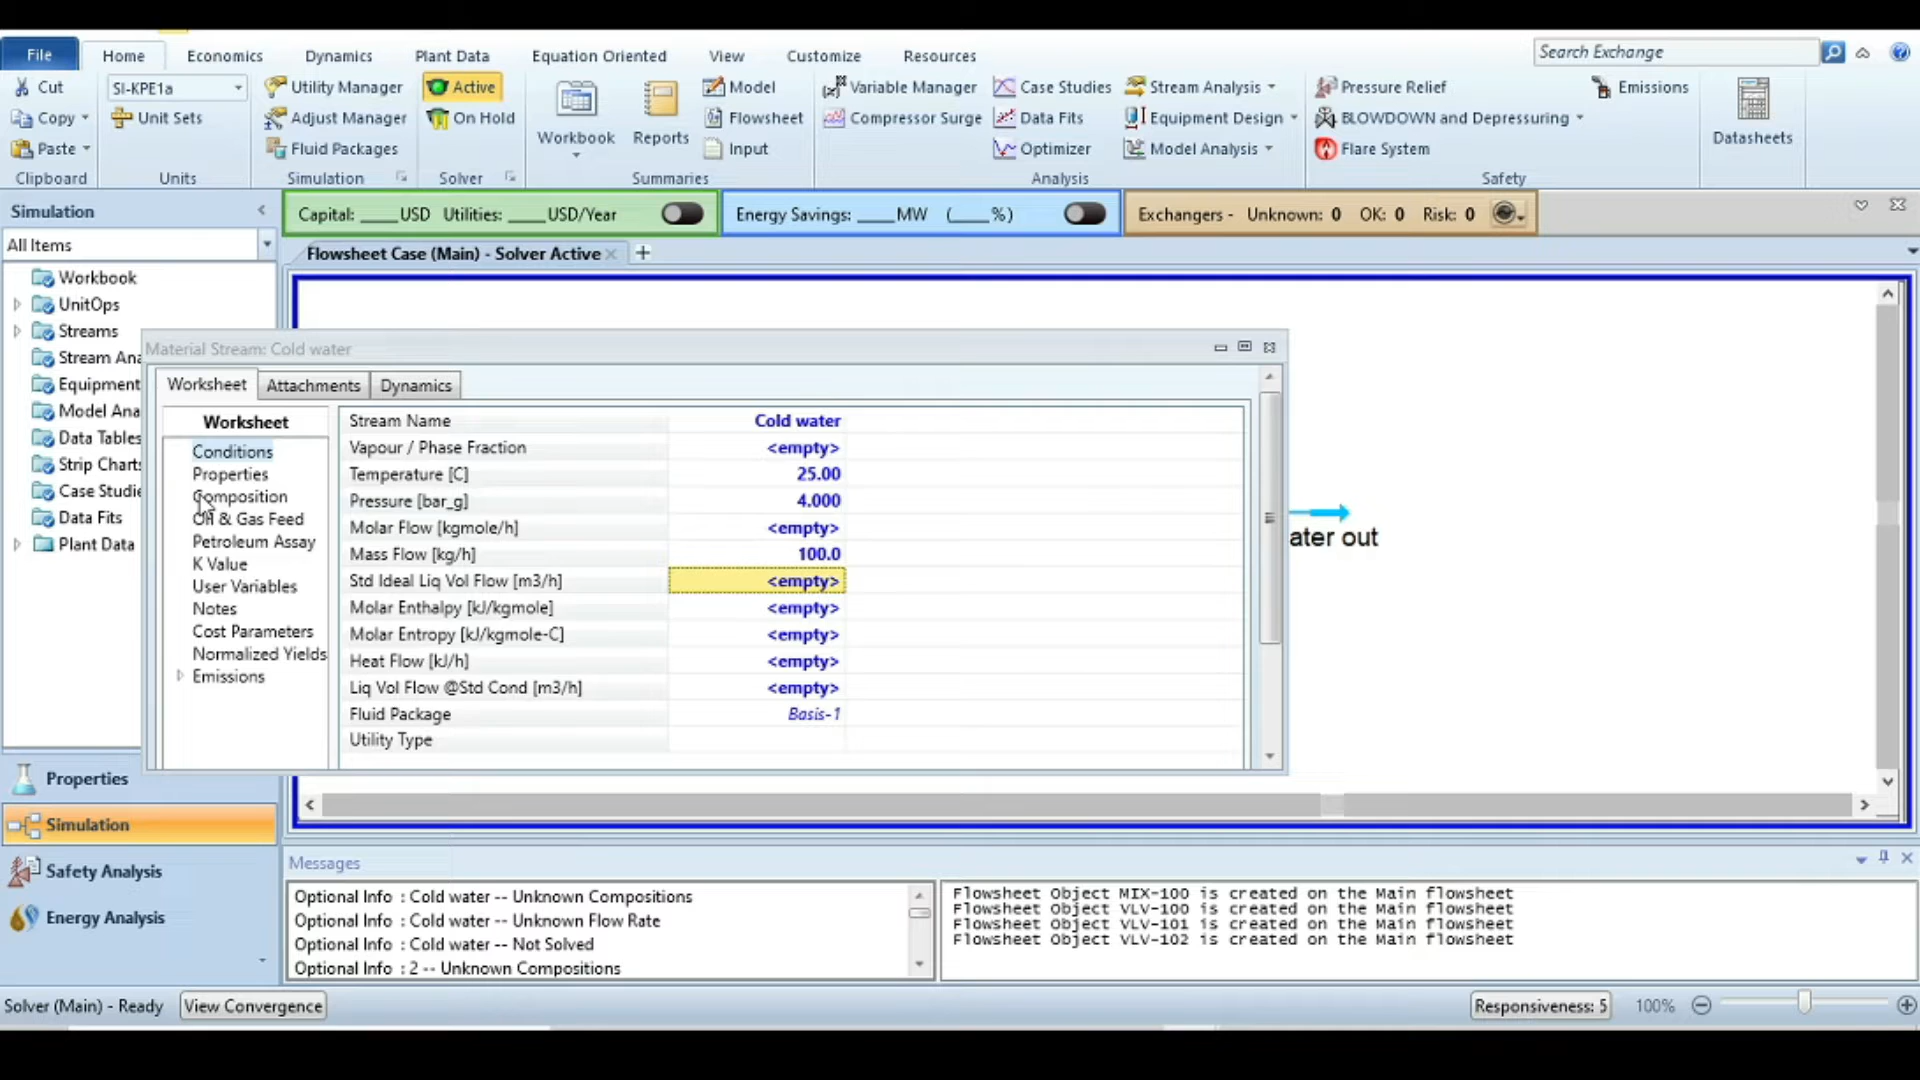 File Home Economics Dynamics Plant Data Equation Oriented View Customize Resources Search Exchange
Cut SI-KPE1a Utility Manager Active Model Variable Manager Case Studies Stream Analysis Pressure Relief Emissions
Copy Unit Sets Adjust Manager On Hold Workbook Reports Flowsheet Compressor Surge Data Fits Equipment Design BLOWDOWN and Depressuring Datasheets
Paste Fluid Packages Input Optimizer Model Analysis Flare System
Clipboard Units Simulation Solver Summaries Analysis Safety
Simulation Capital: ____USD Utilities: ____USD/Year Energy Savings: ____MW (____%) Exchangers - Unknown: 0 OK: 0 Risk: 0
All Items Flowsheet Case (Main) - Solver Active
Workbook
UnitOps
Streams
Stream Ana
Equipment
Model Ana
Data Tables
Strip Charts
Case Studie
Data Fits
Plant Data
Material Stream: Cold water
Worksheet Attachments Dynamics
Worksheet
Conditions
Properties
Composition
Oil & Gas Feed
Petroleum Assay
K Value
User Variables
Notes
Cost Parameters
Normalized Yields
Emissions
Stream Name Cold water
Vapour / Phase Fraction <empty>
Temperature [C] 25.00
Pressure [bar_g] 4.000
Molar Flow [kgmole/h] <empty>
Mass Flow [kg/h] 100.0
Std Ideal Liq Vol Flow [m3/h] <empty>
Molar Enthalpy [kJ/kgmole] <empty>
Molar Entropy [kJ/kgmole-C] <empty>
Heat Flow [kJ/h] <empty>
Liq Vol Flow @Std Cond [m3/h] <empty>
Fluid Package Basis-1
Utility Type
ater out
Properties
Simulation
Safety Analysis
Energy Analysis
Messages
Optional Info : Cold water -- Unknown Compositions
Optional Info : Cold water -- Unknown Flow Rate
Optional Info : Cold water -- Not Solved
Optional Info : 2 -- Unknown Compositions
Flowsheet Object MIX-100 is created on the Main flowsheet
Flowsheet Object VLV-100 is created on the Main flowsheet
Flowsheet Object VLV-101 is created on the Main flowsheet
Flowsheet Object VLV-102 is created on the Main flowsheet
Solver (Main) - Ready View Convergence Responsiveness: 5 100%